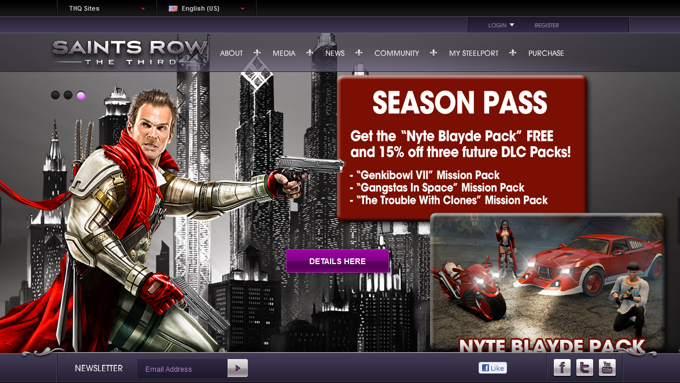 THQ Sites
English (US)
LOGIN
REGISTER
SAINTS ROW
THE THIRD
ABOUT
MEDIA
NEWS
COMMUNITY
MY STEELPORT
PURCHASE
SEASON PASS
Get the “Nyte Blayde Pack” FREE
and 15% off three future DLC Packs!
- “Genkibowl VII” Mission Pack
- “Gangstas In Space” Mission Pack
- “The Trouble With Clones” Mission Pack
DETAILS HERE
NYTE BLAYDE PACK
NEWSLETTER
Email Address
Like
You Tube